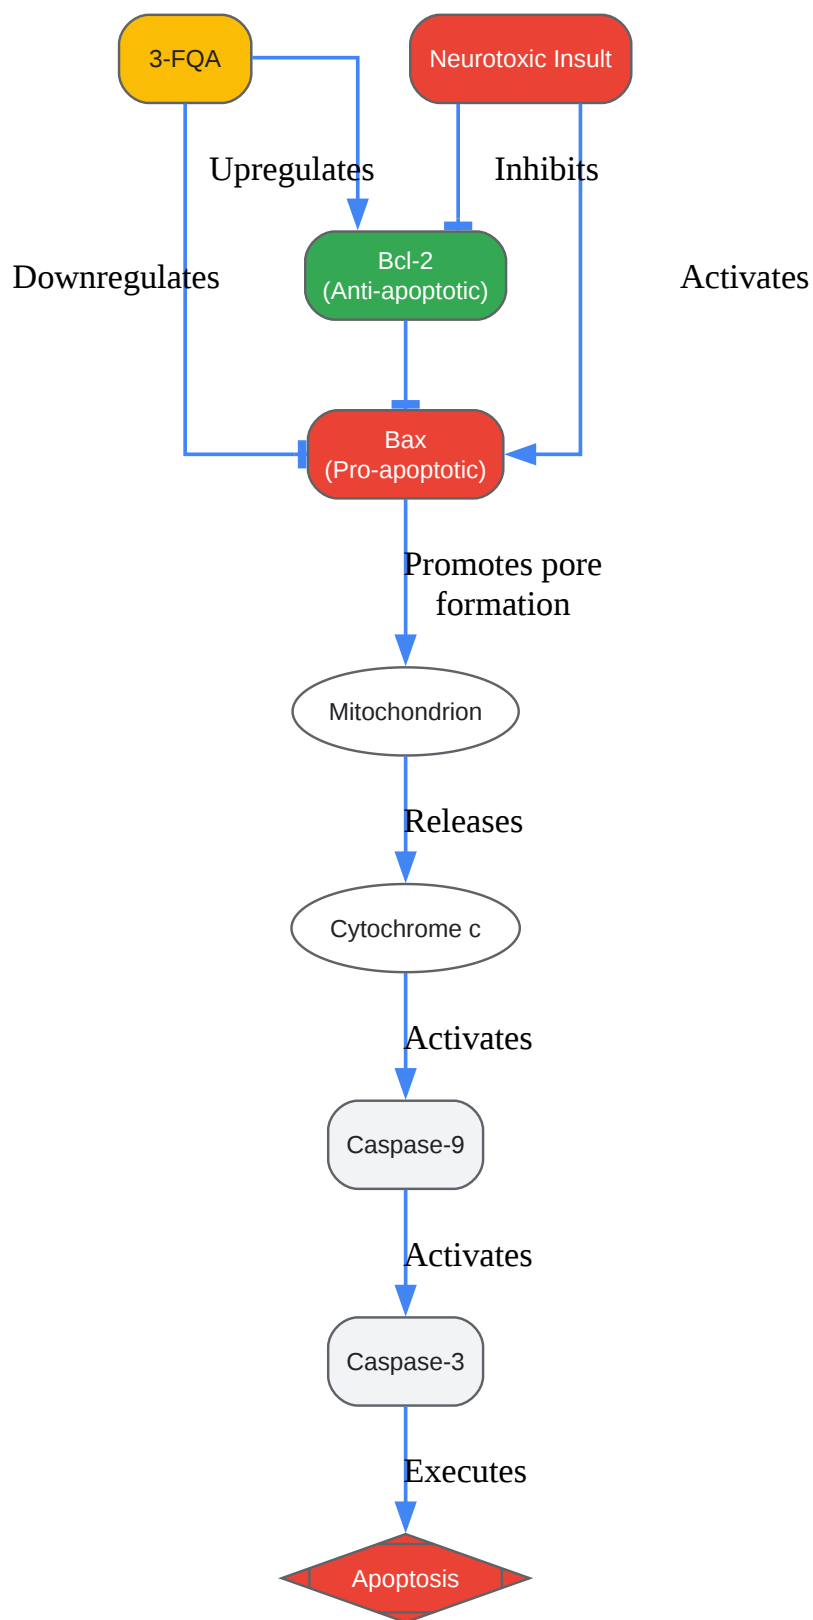 3-FQA
Neurotoxic Insult
Upregulates
Inhibits
Bcl-2
(Anti-apoptotic)
Downregulates
Activates
Bax
(Pro-apoptotic)
Promotes pore
formation
Mitochondrion
Releases
Cytochrome c
Activates
Caspase-9
Activates
Caspase-3
Executes
Apoptosis